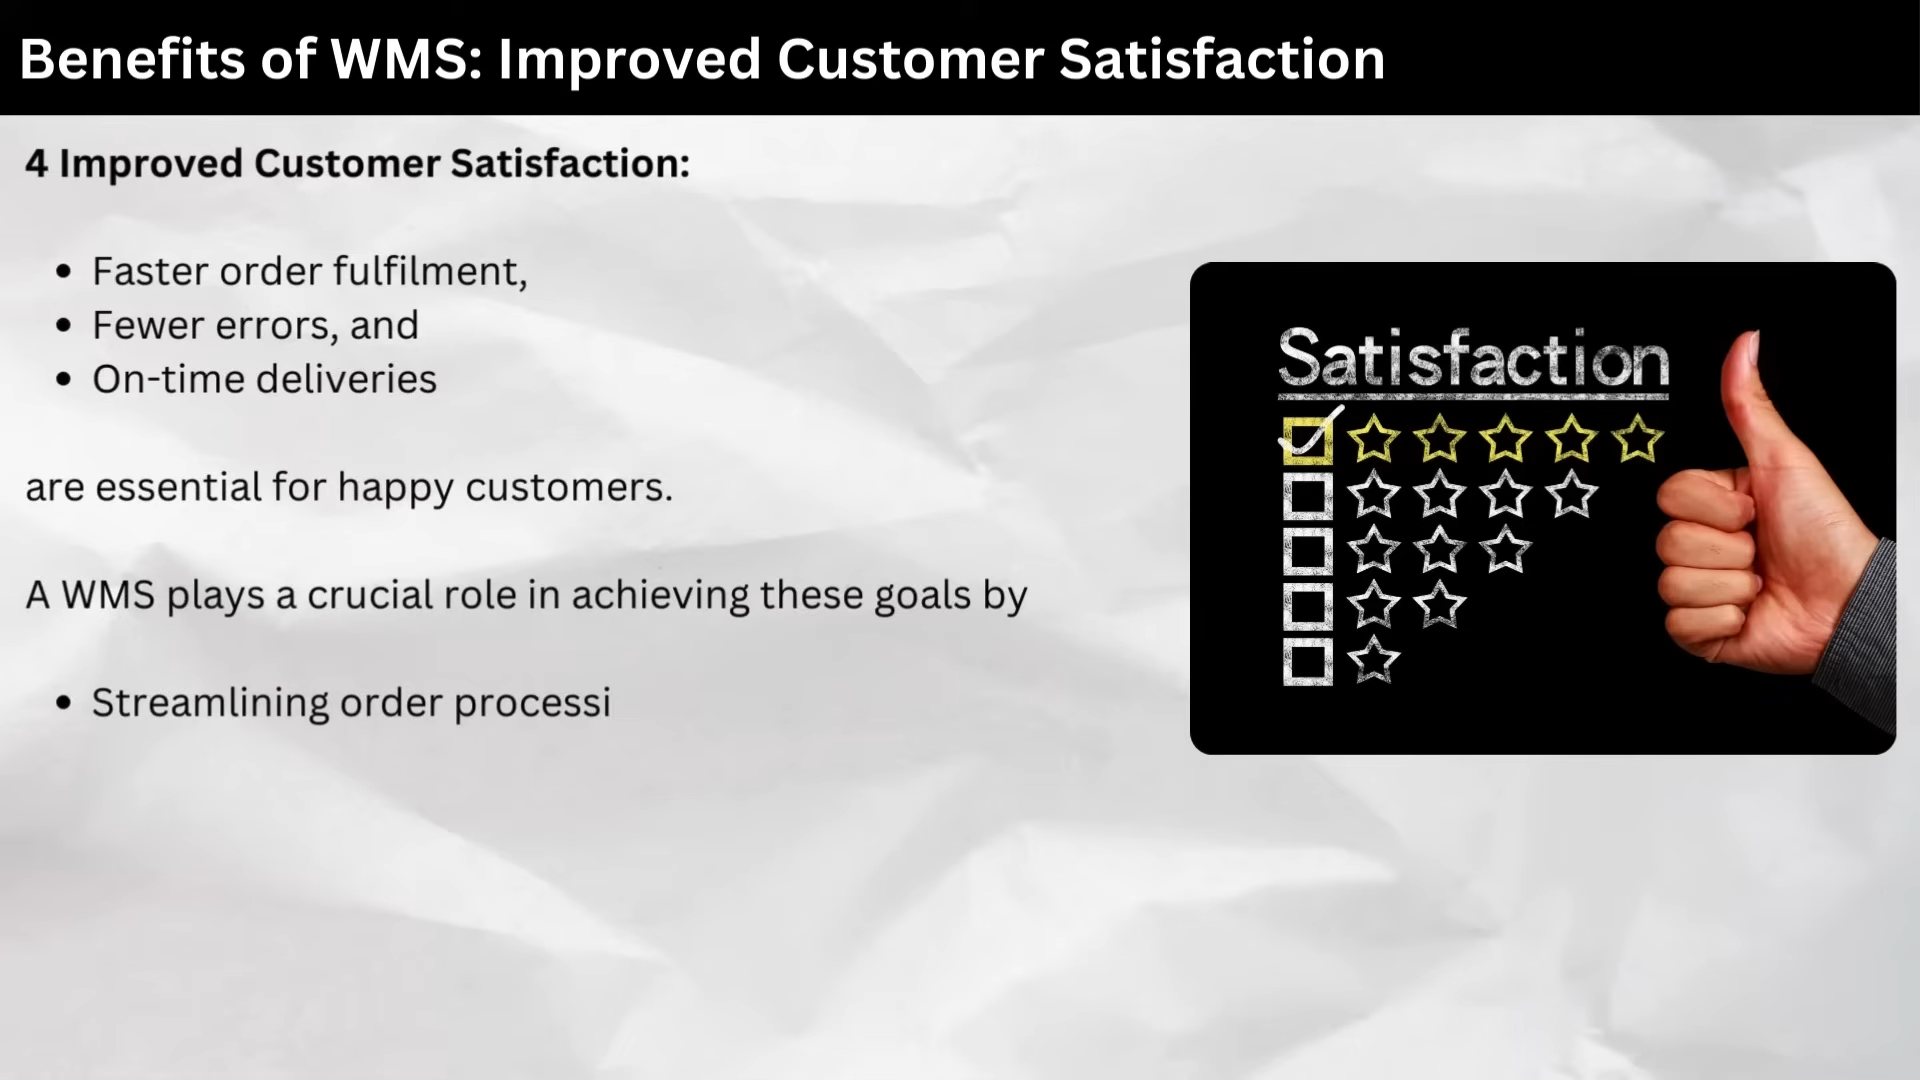 Benefits of WMS: Improved Customer Satisfaction
4 Improved Customer Satisfaction:
• Faster order fulfilment,
• Fewer errors, and
• On-time deliveries
are essential for happy customers.
A WMS plays a crucial role in achieving these goals by
• Streamlining order processi
Satisfaction